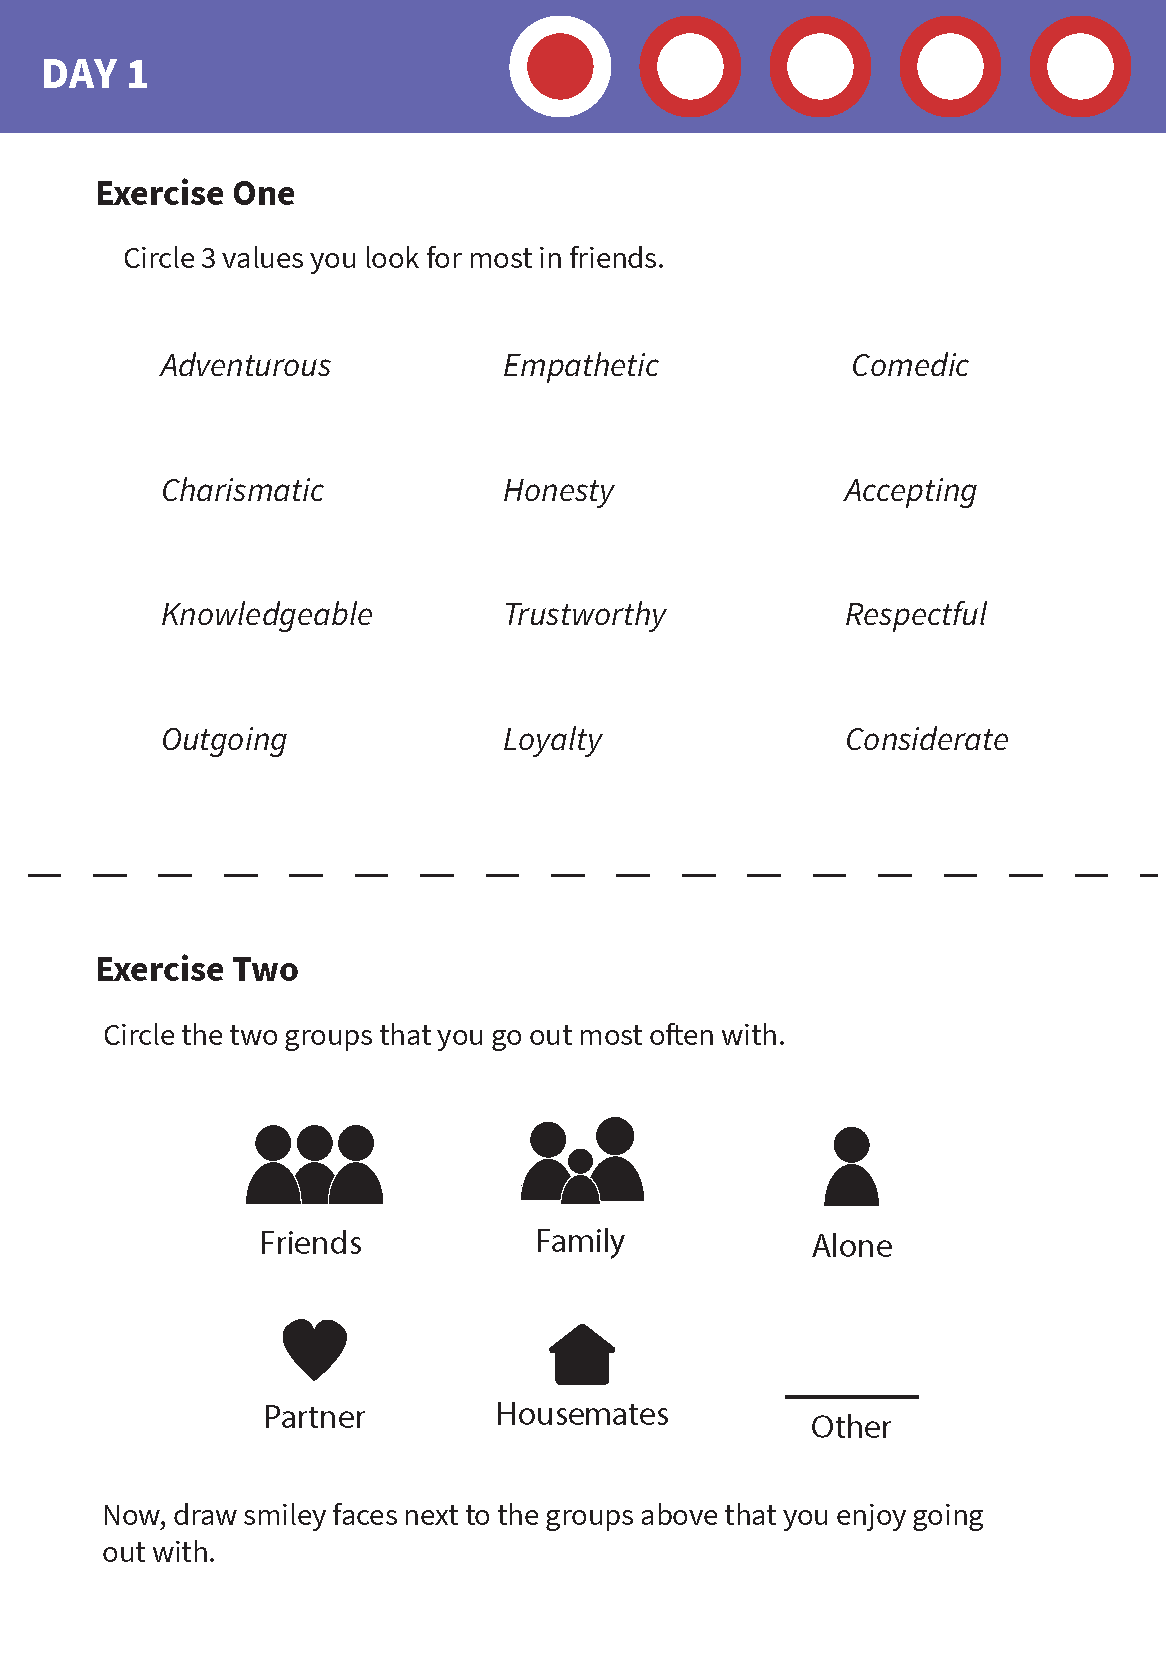 DAY 1
Exercise One
Circle 3 values you look for most in friends.
Adventurous Empathetic Comedic
Charismatic Honesty Accepting
Knowledgeable Trustworthy Respectful
Outgoing Loyalty Considerate
Exercise Two
Circle the two groups that you go out most often with.
Friends Family Alone
Partner Housemates Other
Now, draw smiley faces next to the groups above that you enjoy going
out with.